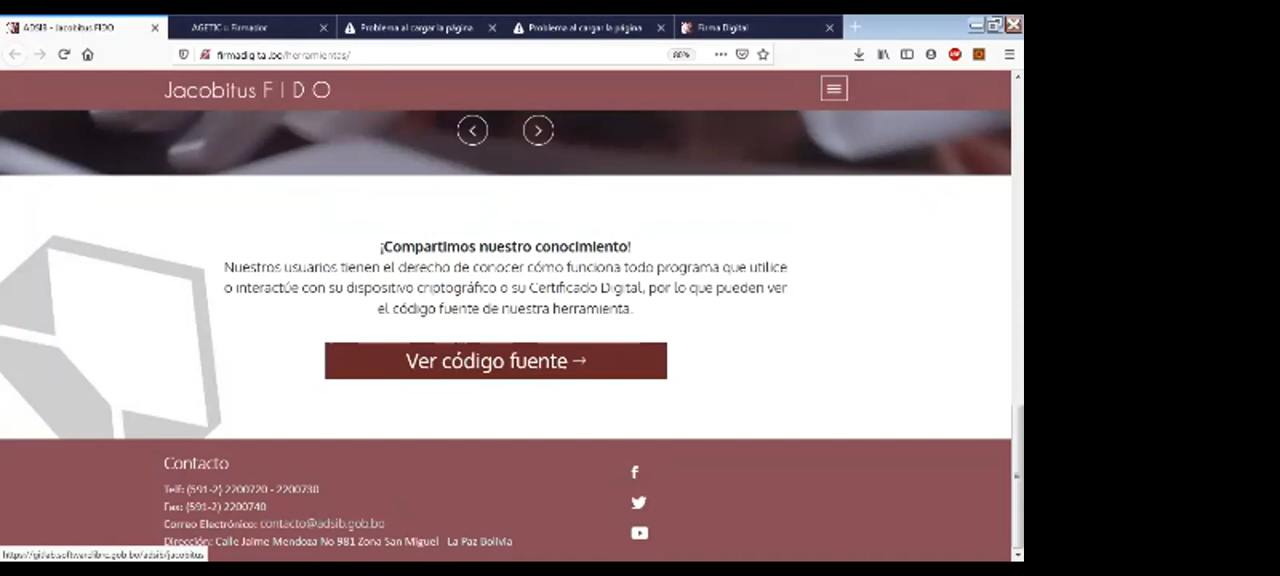 ADSIB - Jacobitus FIDO
AGETIC :: Firmador
Problema al cargar la página
Problema al cargar la página
Firma Digital
firmadigital.bo/herramientas/
80%
Jacobitus FIDO
¡Compartimos nuestro conocimiento!
Nuestros usuarios tienen el derecho de conocer cómo funciona todo programa que utilice
o interactúe con su dispositivo criptográfico o su Certificado Digital, por lo que pueden ver
el código fuente de nuestra herramienta.
Ver código fuente →
Contacto
Telf: (591-2) 2200720 - 2200730
Fax: (591-2) 2200740
Correo Electrónico: contacto@adsib.gob.bo
Dirección: Calle Jaime Mendoza No 981 Zona San Miguel La Paz Bolivia
https://gitlab.softwarelibre.gob.bo/adsib/jacobitus